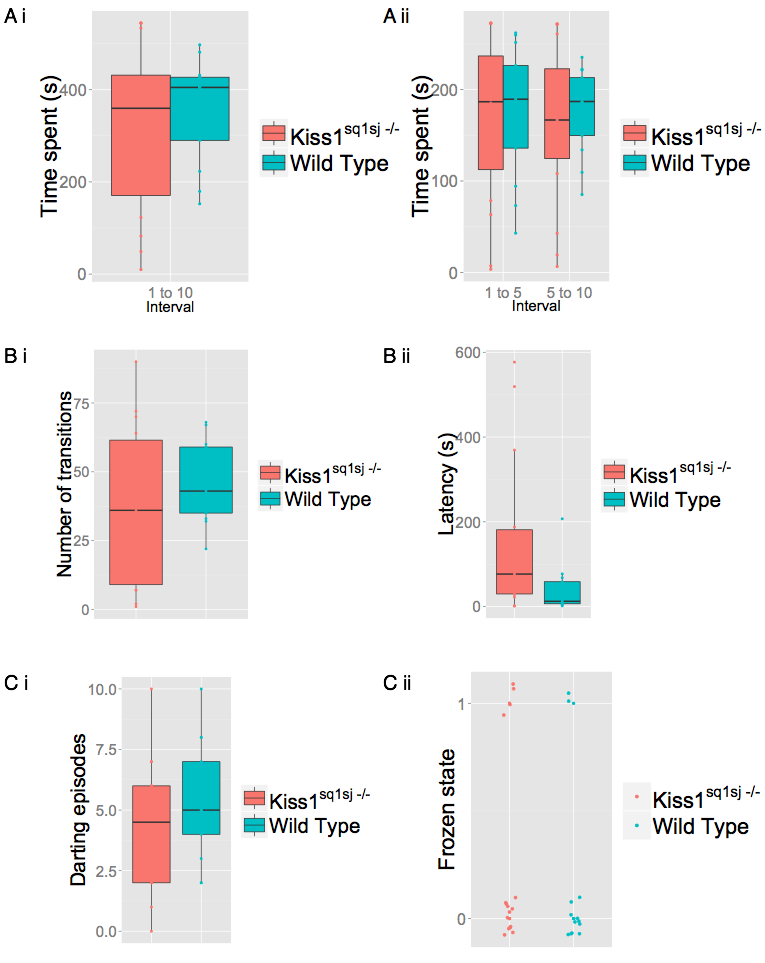 A i
Time spent (s)
400
200
0
1 to 10
Interval
Kiss1sq1sj -/-
Wild Type
A ii
Time spent (s)
200
100
0
1 to 5 5 to 10
Interval
Kiss1sq1sj -/-
Wild Type
B i
Number of transitions
75
50
25
0
Kiss1sq1sj -/-
Wild Type
B ii
Latency (s)
600
400
200
0
Kiss1sq1sj -/-
Wild Type
C i
Darting episodes
10.0
7.5
5.0
2.5
0.0
Kiss1sq1sj -/-
Wild Type
C ii
Frozen state
1
0
Kiss1sq1sj -/-
Wild Type